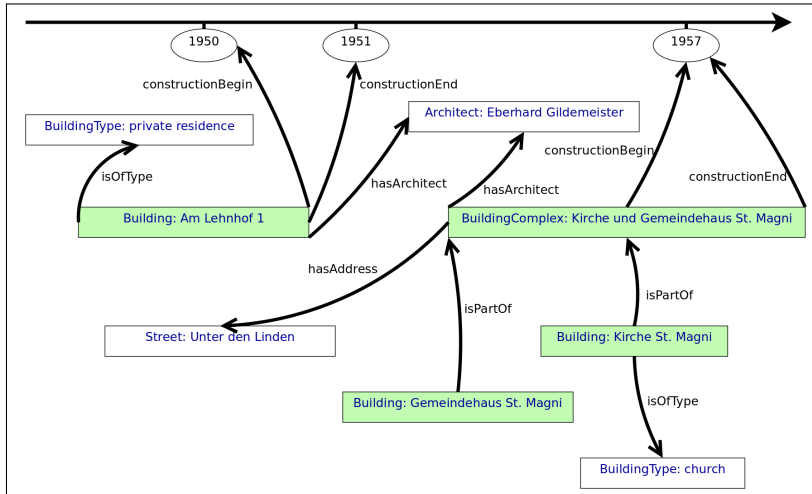 1950
1951
1957
constructionBegin
constructionEnd
Architect: Eberhard Gildemeister
BuildingType: private residence
constructionBegin
isOfType
hasArchitect
hasArchitect
constructionEnd
Building: Am Lehnhof 1
BuildingComplex: Kirche und Gemeindehaus St. Magni
hasAddress
isPartOf
isPartOf
Street: Unter den Linden
Building: Kirche St. Magni
Building: Gemeindehaus St. Magni
isOfType
BuildingType: church